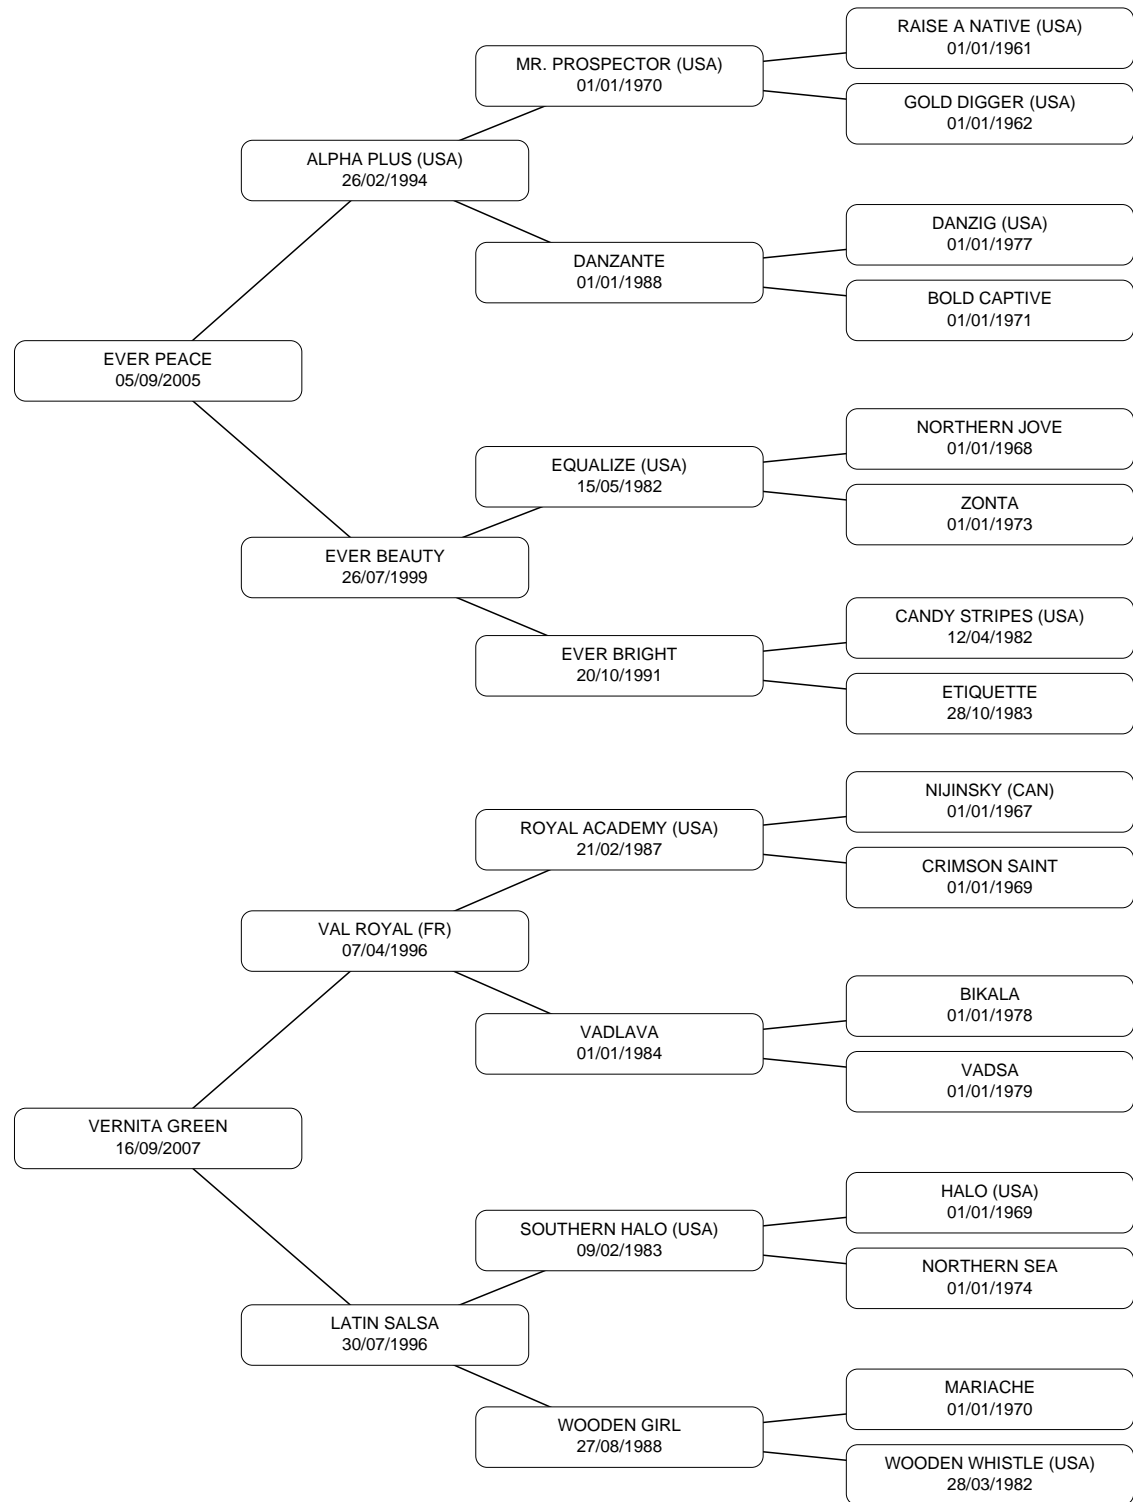 RAISE A NATIVE (USA)
01/01/1961
MR. PROSPECTOR (USA)
01/01/1970
GOLD DIGGER (USA)
01/01/1962
ALPHA PLUS (USA)
26/02/1994
DANZIG (USA)
01/01/1977
DANZANTE
01/01/1988
BOLD CAPTIVE
01/01/1971
EVER PEACE
05/09/2005
NORTHERN JOVE
01/01/1968
EQUALIZE (USA)
15/05/1982
ZONTA
01/01/1973
EVER BEAUTY
26/07/1999
CANDY STRIPES (USA)
12/04/1982
EVER BRIGHT
20/10/1991
ETIQUETTE
28/10/1983
NIJINSKY (CAN)
01/01/1967
ROYAL ACADEMY (USA)
21/02/1987
CRIMSON SAINT
01/01/1969
VAL ROYAL (FR)
07/04/1996
BIKALA
01/01/1978
VADLAVA
01/01/1984
VADSA
01/01/1979
VERNITA GREEN
16/09/2007
HALO (USA)
01/01/1969
SOUTHERN HALO (USA)
09/02/1983
NORTHERN SEA
01/01/1974
LATIN SALSA
30/07/1996
MARIACHE
01/01/1970
WOODEN GIRL
27/08/1988
WOODEN WHISTLE (USA)
28/03/1982